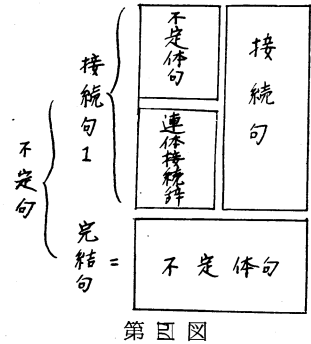 不定句
接続句1
完結句 =
不定体句
連体接続辞
接続句
不定体句
第 図